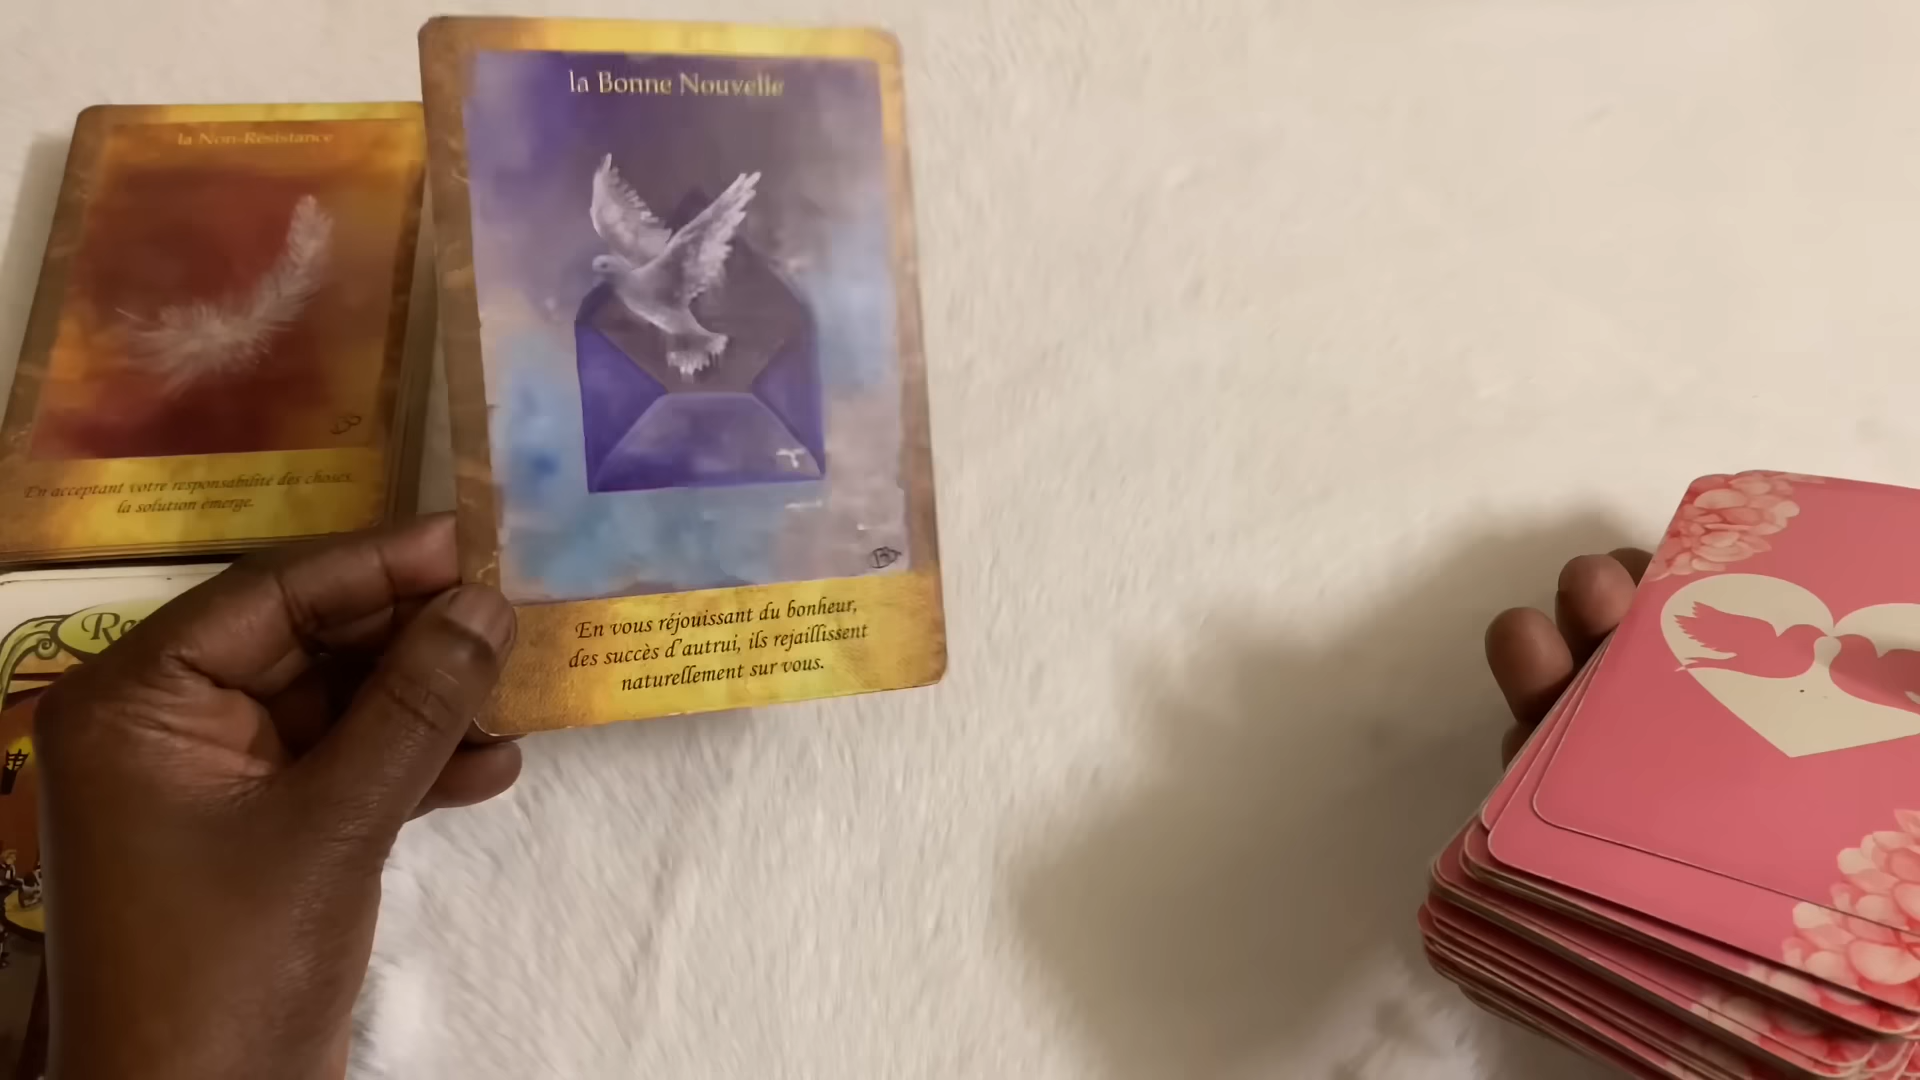 la Bonne Nouvelle
En vous réjouissant du bonheur,
des succès d'autrui, ils rejaillissent
naturellement sur vous.
la Non-Résistance
En acceptant votre responsabilité des choses,
la solution émerge.